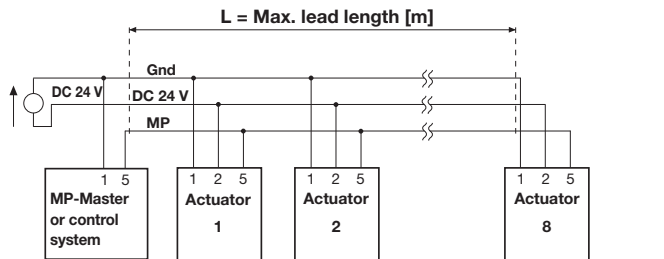 L = Max. lead length [m]
Gnd
DC 24 V
DC 24 V
MP
1 5
1 2 5
1 2 5
1 2 5
MP-Master
or control
system
Actuator
1
Actuator
2
Actuator
8